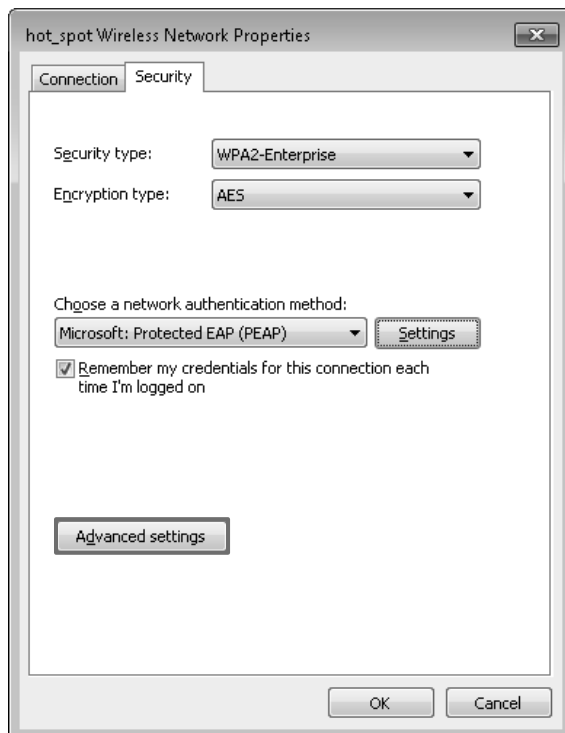 hot_spot Wireless Network Properties
Connection
Security
Security type:
WPA2-Enterprise
Encryption type:
AES
Choose a network authentication method:
Microsoft: Protected EAP (PEAP)
Settings
Remember my credentials for this connection each
time I'm logged on
Advanced settings
OK
Cancel